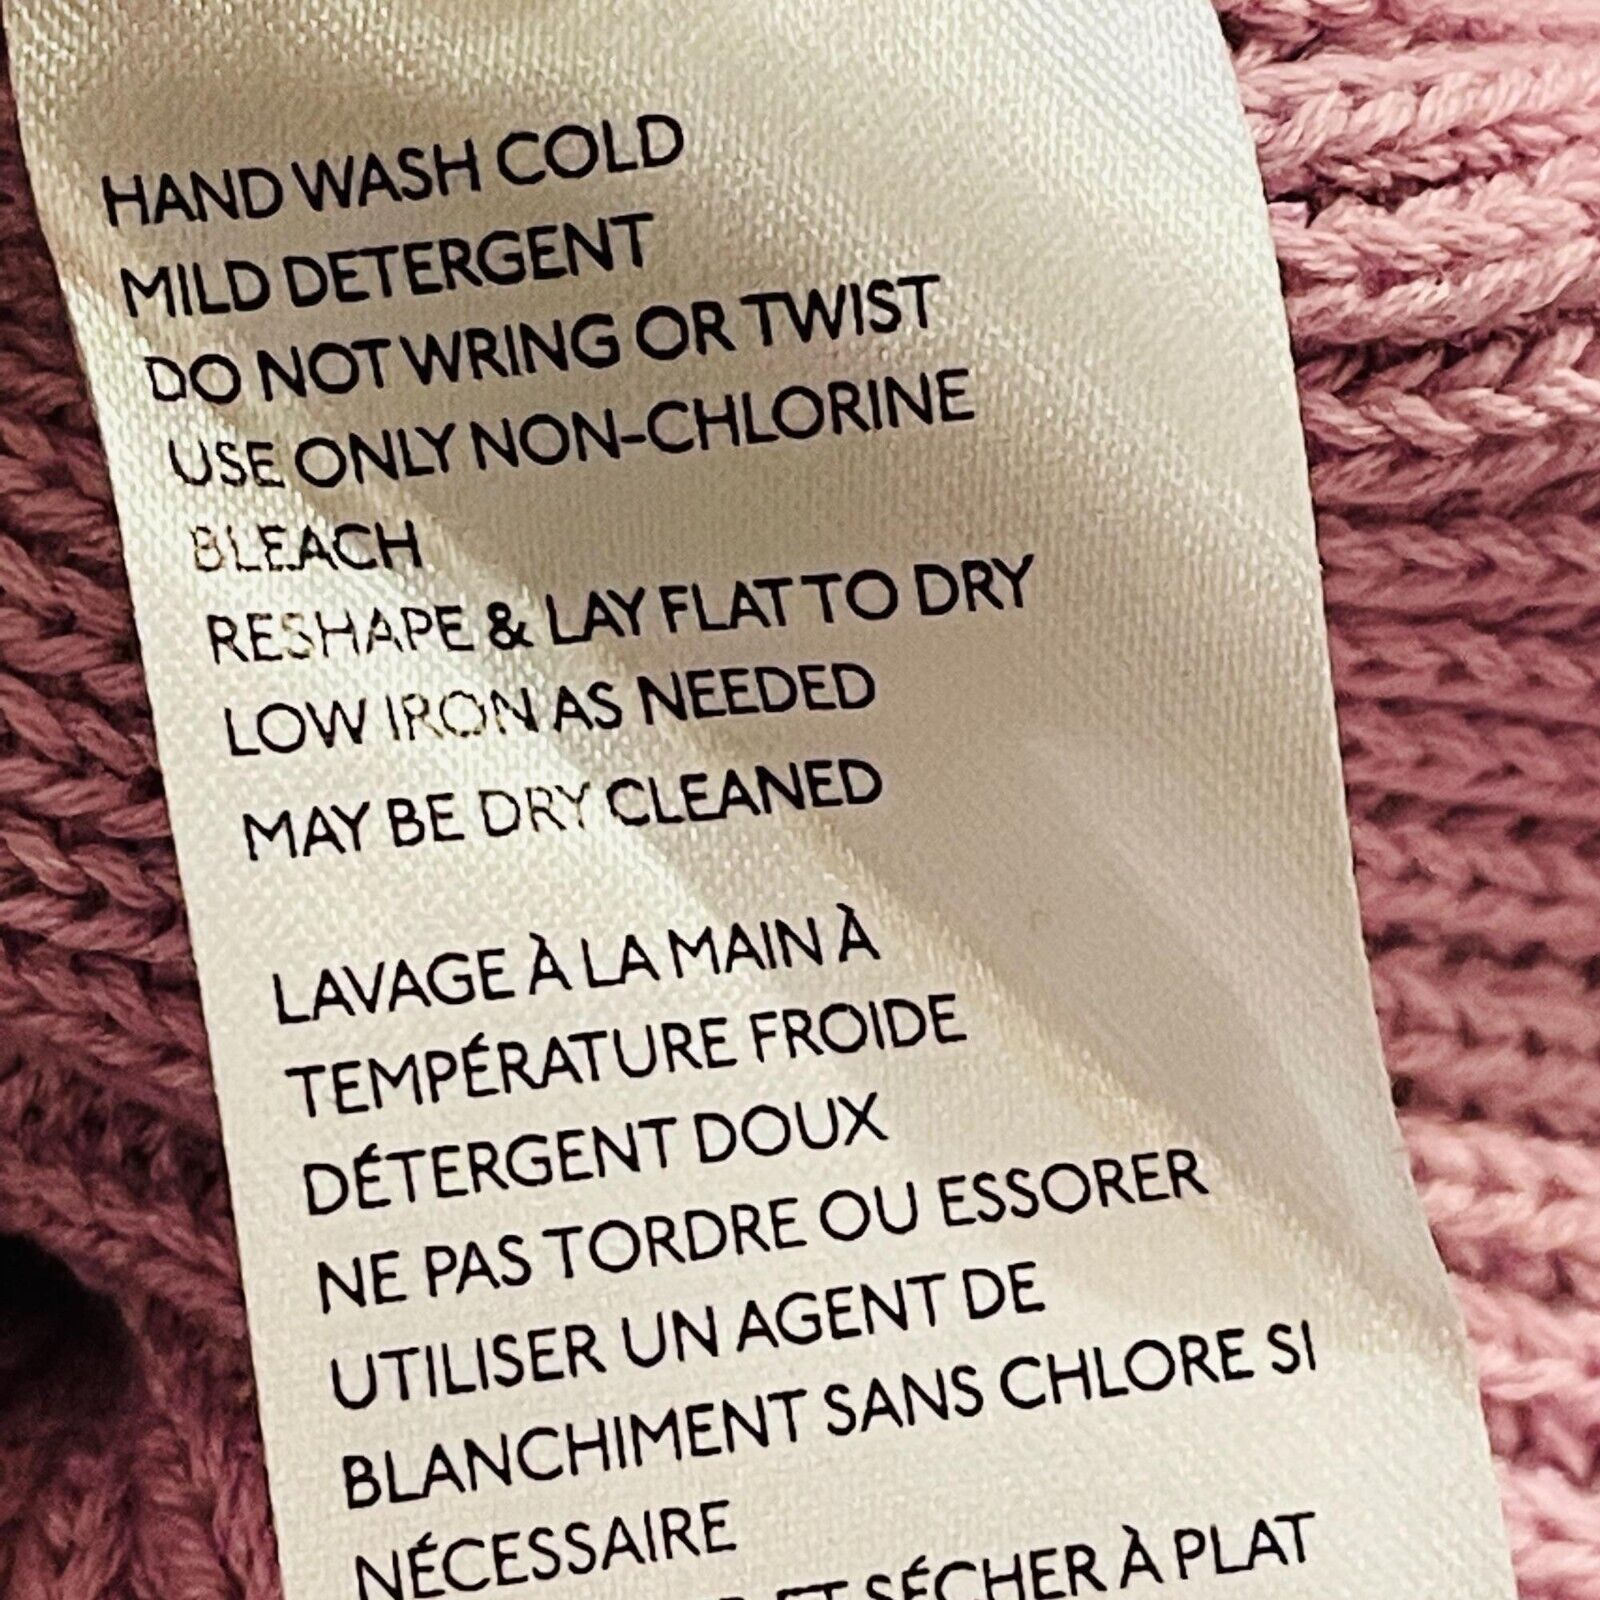 HAND WASH COLD
MILD DETERGENT
DO NOT WRING OR TWIST
USE ONLY NON-CHLORINE
BLEACH
RESHAPE & LAY FLAT TO DRY
LOW IRON AS NEEDED
MAY BE DRY CLEANED
LAVAGE À LA MAIN À
TEMPÉRATURE FROIDE
DÉTERGENT DOUX
NE PAS TORDRE OU ESSORER
UTILISER UN AGENT DE
BLANCHIMENT SANS CHLORE SI
NÉCESSAIRE
ET SÉCHER À PLAT